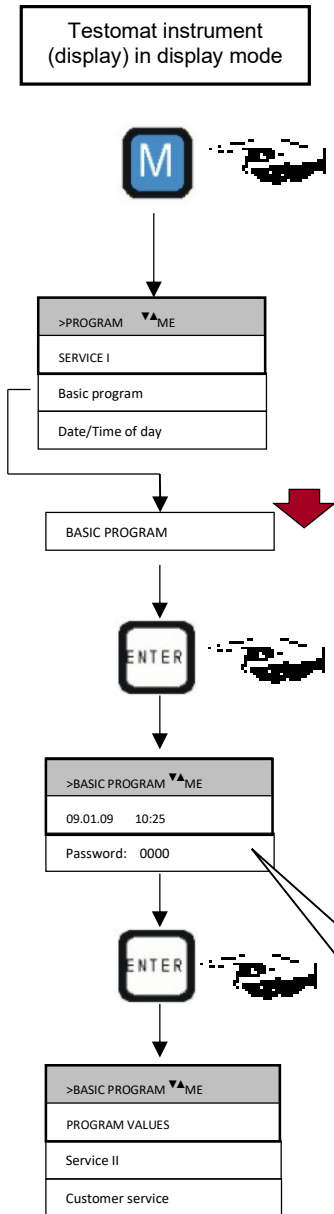 Testomat instrument
(display) in display mode
M
>PROGRAM ▼▲ME
SERVICE I
Basic program
Date/Time of day
BASIC PROGRAM
ENTER
>BASIC PROGRAM ▼▲ME
09.01.09 10:25
Password: 0000
ENTER
>BASIC PROGRAM ▼▲ME
PROGRAM VALUES
Service II
Customer service